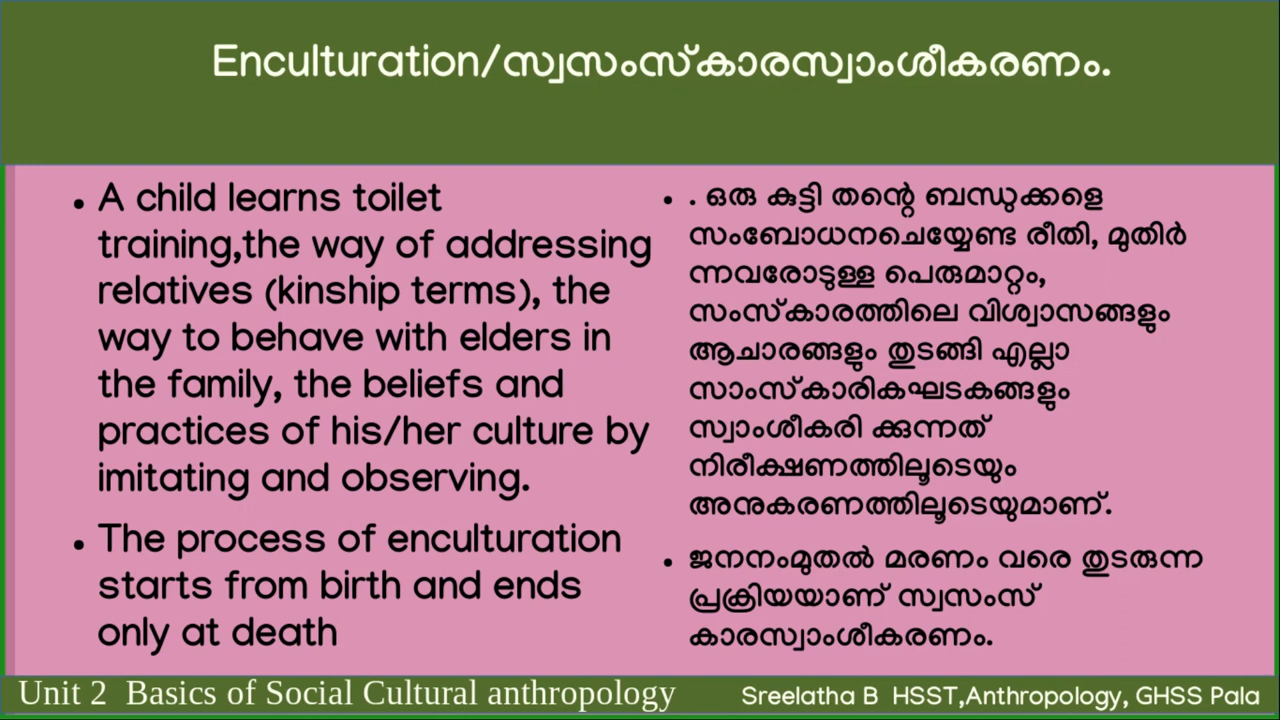 Enculturation/സ്വസംസ്കാരസ്വാംശീകരണം.
• A child learns toilet
training,the way of addressing
relatives (kinship terms), the
way to behave with elders in
the family, the beliefs and
practices of his/her culture by
imitating and observing.
• The process of enculturation
starts from birth and ends
only at death
• . ഒരു കുട്ടി തന്റെ ബന്ധുക്കളെ
സംബോധനചെയ്യേണ്ട രീതി, മുതിർ
ന്നവരോടുള്ള പെരുമാറ്റം,
സംസ്കാരത്തിലെ വിശ്വാസങ്ങളും
ആചാരങ്ങളും തുടങ്ങി എല്ലാ
സാംസ്കാരികഘടകങ്ങളും
സ്വാംശീകരി ക്കുന്നത്
നിരീക്ഷണത്തിലൂടെയും
അനുകരണത്തിലൂടെയുമാണ്.
• ജനനംമുതൽ മരണം വരെ തുടരുന്ന
പ്രക്രിയയാണ് സ്വസംസ്
കാരസ്വാംശീകരണം.
Unit 2 Basics of Social Cultural anthropology
Sreelatha B HSST,Anthropology, GHSS Pala